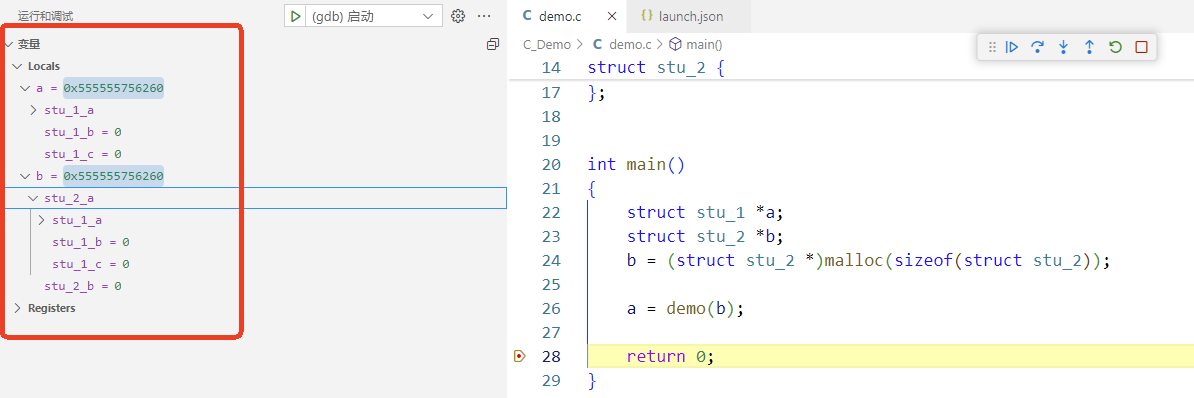 运行和调试
(gdb) 启动
变量
Locals
a = 0x555555756260
stu_1_a
stu_1_b = 0
stu_1_c = 0
b = 0x555555756260
stu_2_a
stu_1_a
stu_1_b = 0
stu_1_c = 0
stu_2_b = 0
Registers
C demo.c
{} launch.json
C_Demo > C demo.c > main()
14 struct stu_2 {
17 };
18
19
20 int main()
21 {
22 struct stu_1 *a;
23 struct stu_2 *b;
24 b = (struct stu_2 *)malloc(sizeof(struct stu_2));
25
26 a = demo(b);
27
28 return 0;
29 }